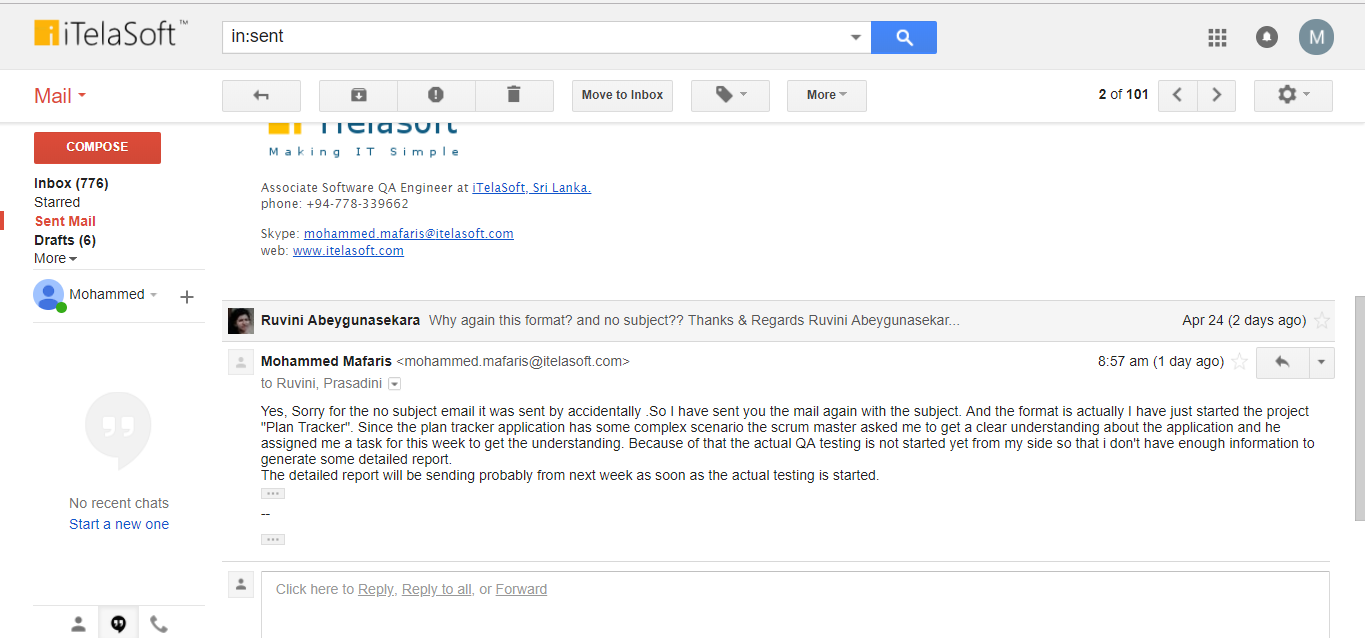 iTelaSoft™
in:sent
M
Mail
Move to Inbox
More
2 of 101
COMPOSE
Inbox (776)
Starred
Sent Mail
Drafts (6)
More
Mohammed
No recent chats
Start a new one
iTelaSoft
Making IT Simple
Associate Software QA Engineer at iTelaSoft, Sri Lanka.
phone: +94-778-339662
Skype: mohammed.mafaris@itelasoft.com
web: www.itelasoft.com
Ruvini Abeygunasekara Why again this format? and no subject?? Thanks & Regards Ruvini Abeygunasekar... Apr 24 (2 days ago)
Mohammed Mafaris <mohammed.mafaris@itelasoft.com> 8:57 am (1 day ago)
to Ruvini, Prasadini
Yes, Sorry for the no subject email it was sent by accidentally .So I have sent you the mail again with the subject. And the format is actually I have just started the project
"Plan Tracker". Since the plan tracker application has some complex scenario the scrum master asked me to get a clear understanding about the application and he
assigned me a task for this week to get the understanding. Because of that the actual QA testing is not started yet from my side so that i don't have enough information to
generate some detailed report.
The detailed report will be sending probably from next week as soon as the actual testing is started.
--
Click here to Reply, Reply to all, or Forward